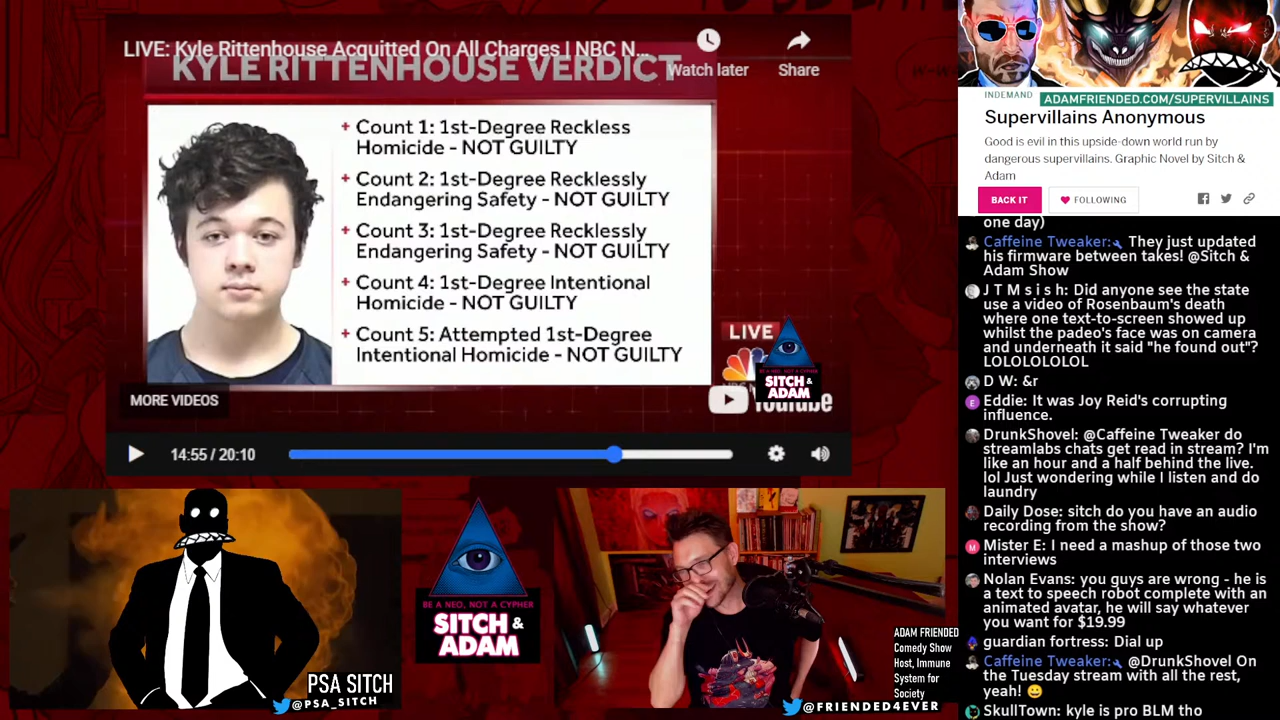 LIVE: Kyle Rittenhouse Acquitted On All Charges | NBC N...
Watch later
Share
KYLE RITTENHOUSE VERDICT
+ Count 1: 1st-Degree Reckless
Homicide - NOT GUILTY
+ Count 2: 1st-Degree Recklessly
Endangering Safety - NOT GUILTY
+ Count 3: 1st-Degree Recklessly
Endangering Safety - NOT GUILTY
+ Count 4: 1st-Degree Intentional
Homicide - NOT GUILTY
+ Count 5: Attempted 1st-Degree
Intentional Homicide - NOT GUILTY
LIVE
BE A NEO, NOT A CYPHER
SITCH &
ADAM
YouTube
MORE VIDEOS
14:55 / 20:10
BE A NEO, NOT A CYPHER
SITCH &
ADAM
PSA SITCH
@PSA_SITCH
ADAM FRIENDED
Comedy Show
Host, Immune
System for
Society
@FRIENDED4EVER
INDEMAND
ADAMFRIENDED.COM/SUPERVILLAINS
Supervillains Anonymous
Good is evil in this upside-down world run by
dangerous supervillains. Graphic Novel by Sitch &
Adam
BACK IT
FOLLOWING
one day)
Caffeine Tweaker: They just updated
his firmware between takes! @Sitch &
Adam Show
J T M s i s h: Did anyone see the state
use a video of Rosenbaum's death
where one text-to-screen showed up
whilst the padeo's face was on camera
and underneath it said "he found out"?
LOLOLOLOLOL
D W: &r
Eddie: It was Joy Reid's corrupting
influence.
DrunkShovel: @Caffeine Tweaker do
streamlabs chats get read in stream? I'm
like an hour and a half behind the live.
lol Just wondering while I listen and do
laundry
Daily Dose: sitch do you have an audio
recording from the show?
Mister E: I need a mashup of those two
interviews
Nolan Evans: you guys are wrong - he is
a text to speech robot complete with an
animated avatar, he will say whatever
you want for $19.99
guardian fortress: Dial up
Caffeine Tweaker: @DrunkShovel On
the Tuesday stream with all the rest,
yeah! 😀
SkullTown: kyle is pro BLM tho